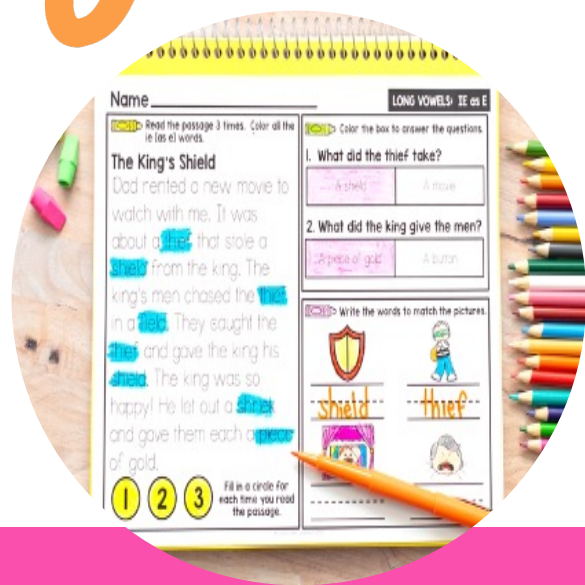 Name
LONG VOWELS: IE as E
Read the passage 3 times. Color all the
ie (as e) words.
The King's Shield
Dad rented a new movie to
watch with me. It was
about a thief that stole a
shield from the king. The
king's men chased the thief
in a field. They caught the
thief and gave the king his
shield. The king was so
happy! He let out a shriek
and gave them each a piece
of gold.
1 2 3
Fill in a circle for
each time you read
the passage.
Color the box to answer the questions.
1. What did the thief take?
A shield
A movie
2. What did the king give the men?
A piece of gold
A button
Write the words to match the pictures.
shield
thief